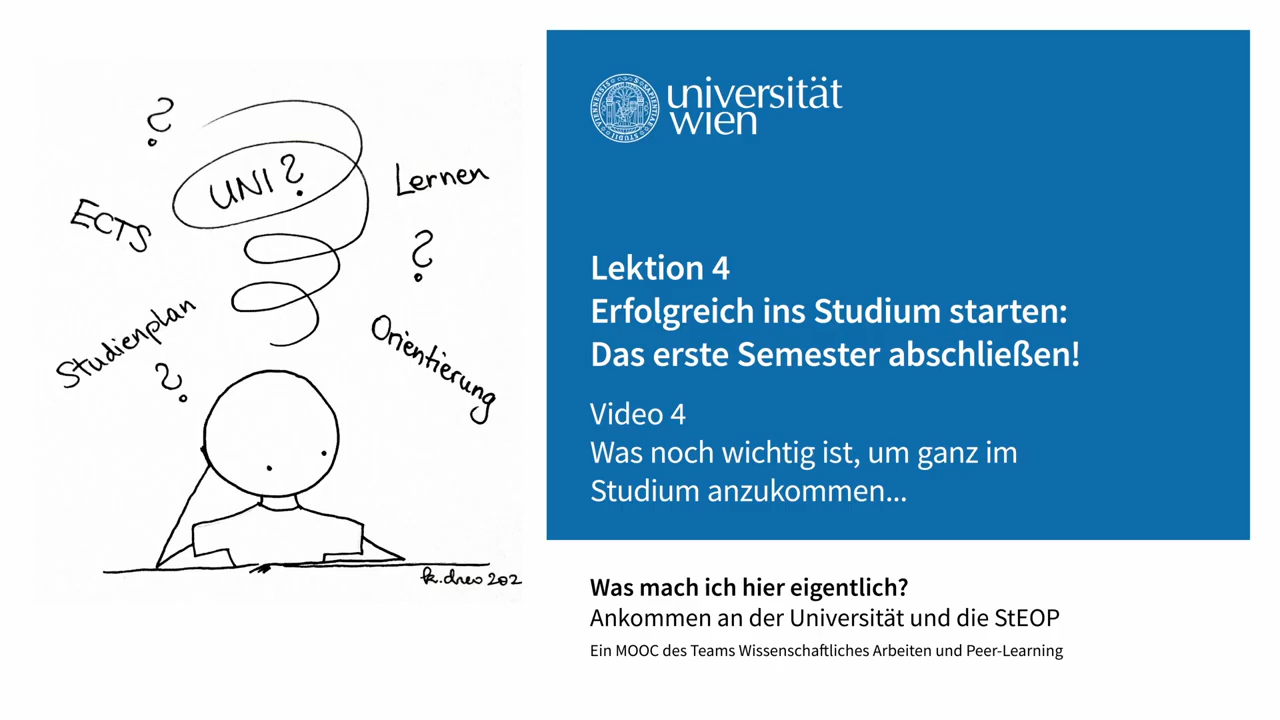 ?
UNI?
Lernen
ECTS
?
Studienplan
?
Orientierung
universität
wien
Lektion 4
Erfolgreich ins Studium starten:
Das erste Semester abschließen!
Video 4
Was noch wichtig ist, um ganz im
Studium anzukommen...
Was mach ich hier eigentlich?
Ankommen an der Universität und die StEOP
Ein MOOC des Teams Wissenschaftliches Arbeiten und Peer-Learning